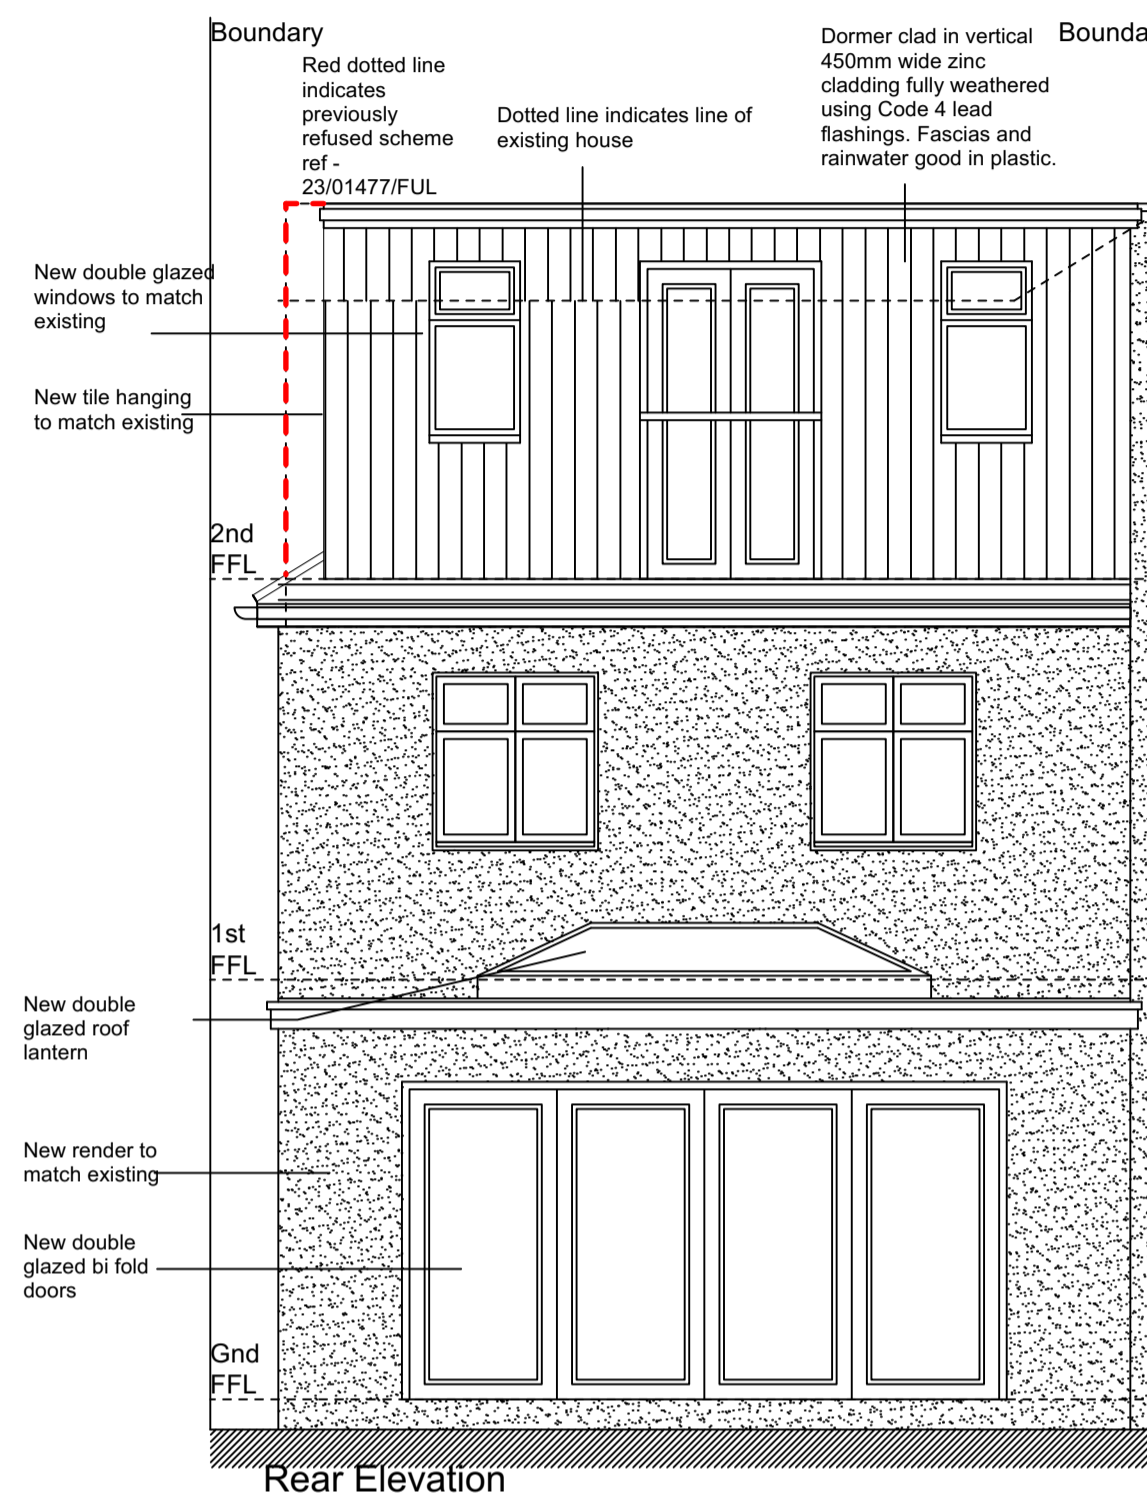 Boundary
Red dotted line
indicates
previously
refused scheme
ref -
23/01477/FUL
Dotted line indicates line of
existing house
Dormer clad in vertical
450mm wide zinc
cladding fully weathered
using Code 4 lead
flashings. Fascias and
rainwater good in plastic.
Bounda
New double glazed
windows to match
existing
New tile hanging
to match existing
2nd
FFL
1st
FFL
New double
glazed roof
lantern
New render to
match existing
New double
glazed bi fold
doors
Gnd
FFL
Rear Elevation